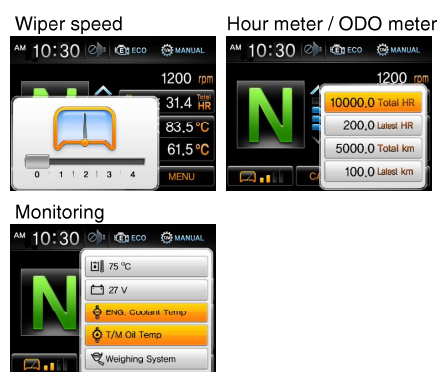 Wiper speed
AM 10:30 ECO MANUAL
N
1200 rpm
31.4 Total HR
83.5°C
61.5°C
0 1 2 3 4
MENU
Hour meter / ODO meter
AM 10:30 ECO MANUAL
N
1200 rpm
10000.0 Total HR
200.0 Latest HR
5000.0 Total km
100.0 Latest km
CA
Monitoring
AM 10:30 ECO MANUAL
N
75 °C
27 V
ENG. Coolant Temp
T/M Oil Temp
Weighing System